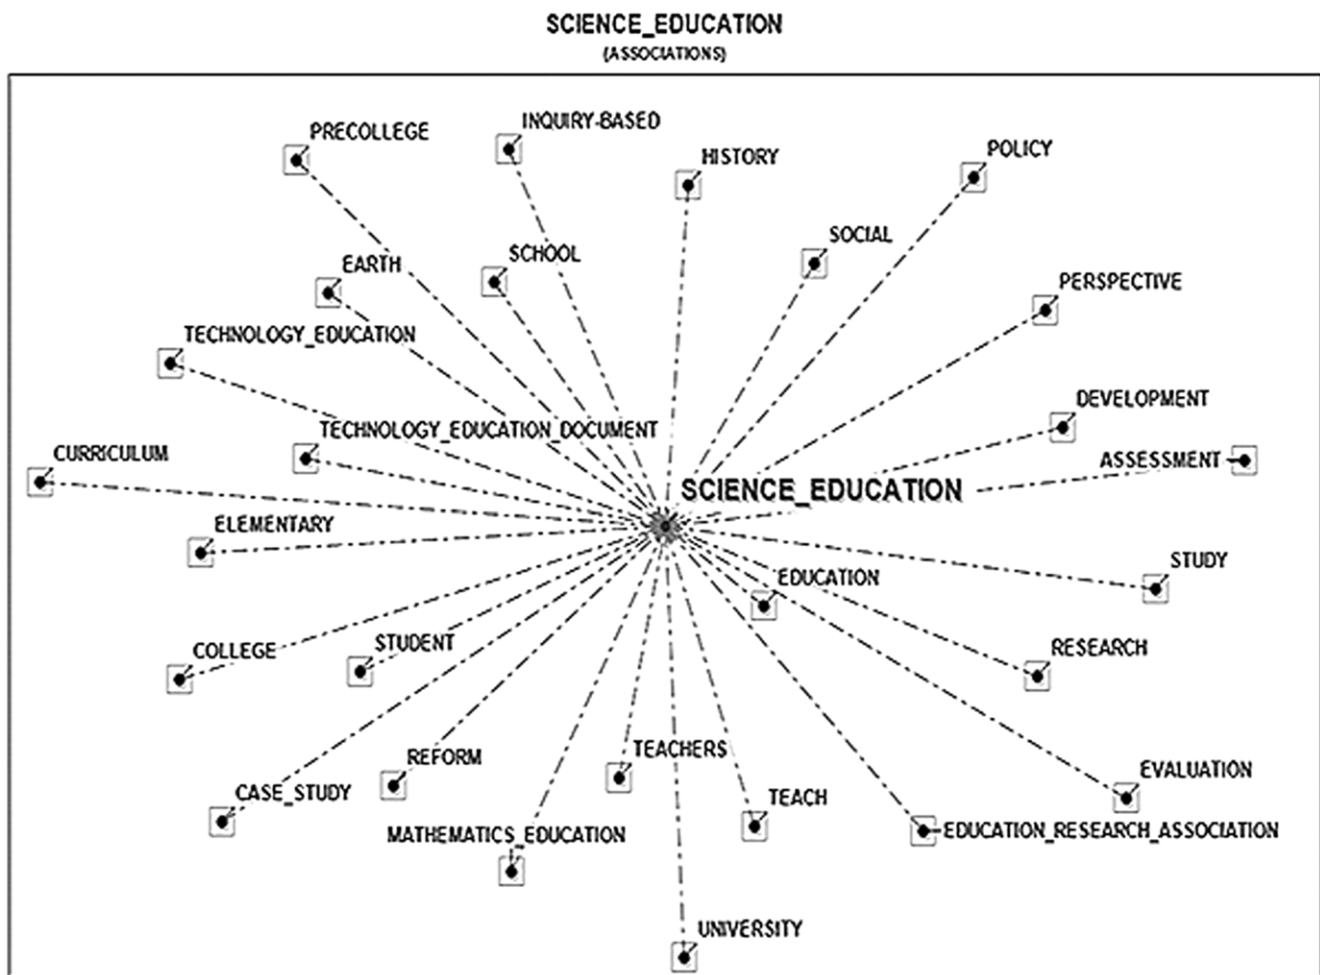 SCIENCE_EDUCATION
(ASSOCIATIONS)
PRECOLLEGE
INQUIRY-BASED
HISTORY
POLICY
SOCIAL
SCHOOL
EARTH
PERSPECTIVE
TECHNOLOGY_EDUCATION
DEVELOPMENT
TECHNOLOGY_EDUCATION_DOCUMENT
CURRICULUM
ASSESSMENT
SCIENCE_EDUCATION
ELEMENTARY
STUDY
EDUCATION
STUDENT
COLLEGE
RESEARCH
TEACHERS
REFORM
EVALUATION
CASE_STUDY
TEACH
MATHEMATICS_EDUCATION
EDUCATION_RESEARCH_ASSOCIATION
UNIVERSITY